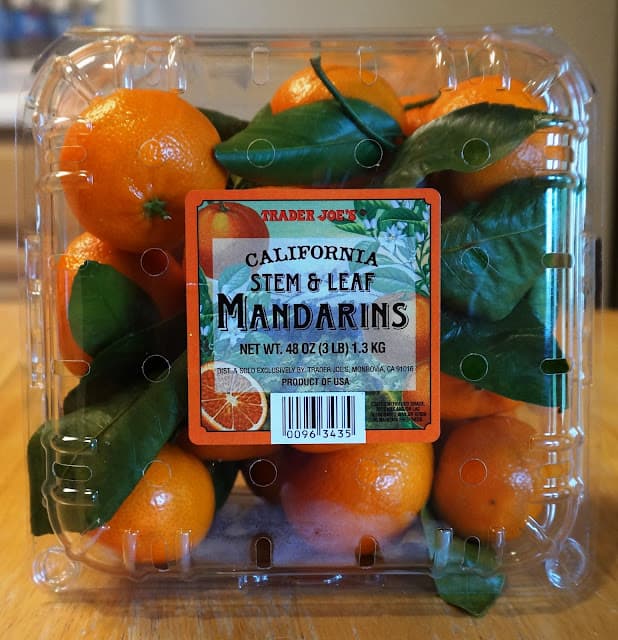 TRADER JOE'S
CALIFORNIA
STEM & LEAF
MANDARINS
NET WT. 48 OZ (3 LB) 1.3 KG
DIST. & SOLD EXCLUSIVELY BY: TRADER JOE'S, MONROVIA, CA 91016
PRODUCT OF USA
0096 3435